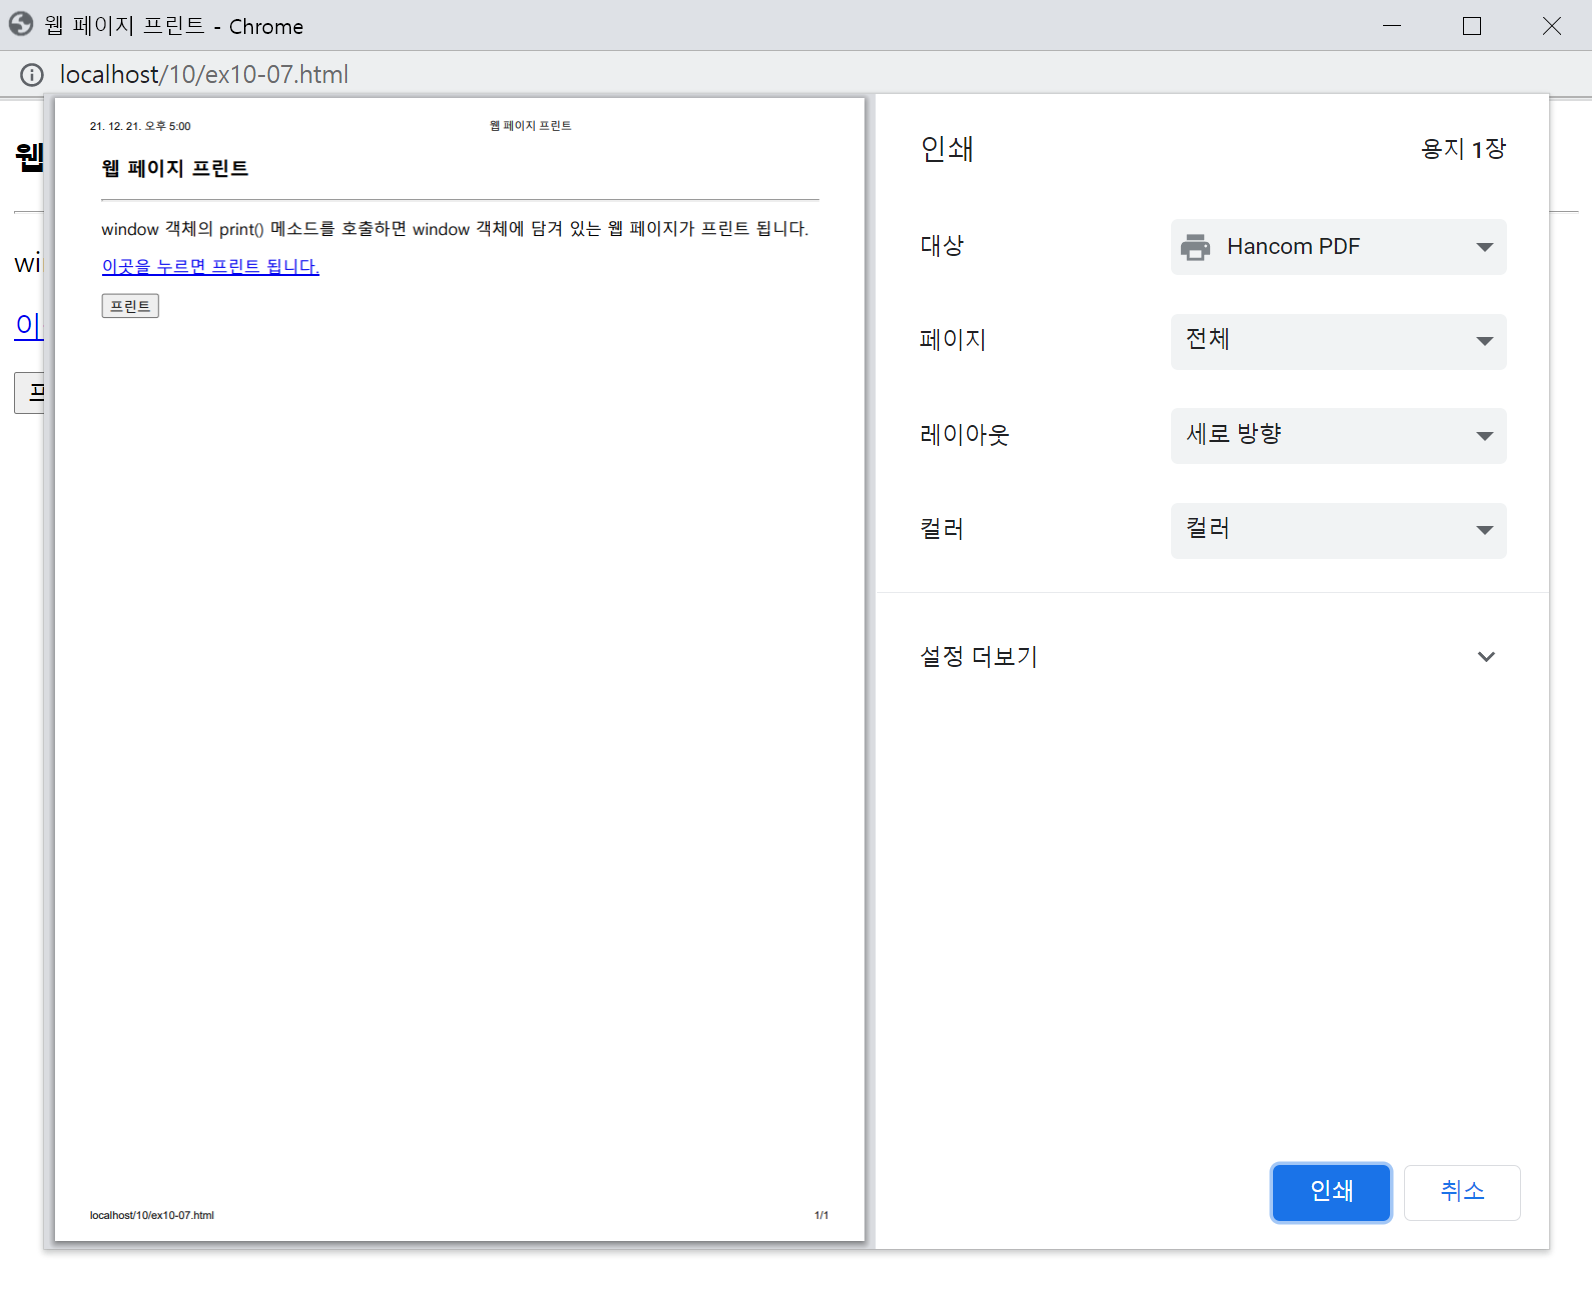 웹 페이지 프린트 - Chrome
localhost/10/ex10-07.html
웹
wi
이
프
21. 12. 21. 오후 5:00
웹 페이지 프린트
웹 페이지 프린트
window 객체의 print() 메소드를 호출하면 window 객체에 담겨 있는 웹 페이지가 프린트 됩니다.
이곳을 누르면 프린트 됩니다.
프린트
localhost/10/ex10-07.html
1/1
인쇄
용지 1장
대상
Hancom PDF
페이지
전체
레이아웃
세로 방향
컬러
컬러
설정 더보기
인쇄
취소